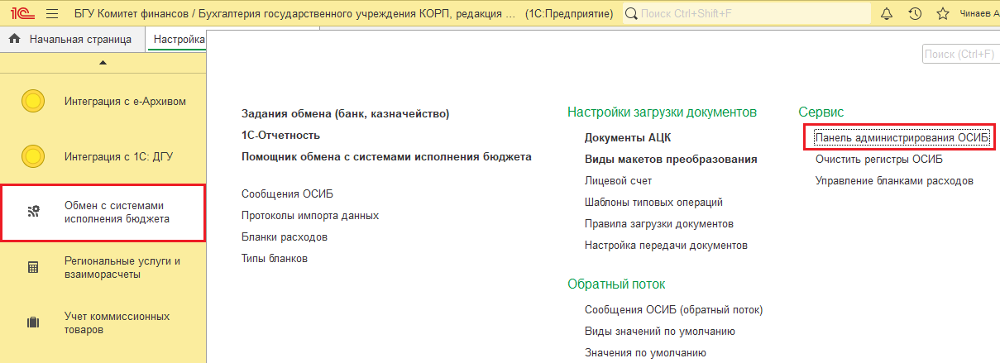 1С БГУ Комитет финансов / Бухгалтерия государственного учреждения КОРП, редакция ... (1С:Предприятие) Поиск Ctrl+Shift+F Чинаев А
Начальная страница Настройка
Поиск (Ctrl+F)
Интеграция с е-Архивом
Интеграция с 1С: ДГУ
Обмен с системами
исполнения бюджета
Региональные услуги и
взаиморасчеты
Учет коммиссионных
товаров
Задания обмена (банк, казначейство)
1С-Отчетность
Помощник обмена с системами исполнения бюджета
Сообщения ОСИБ
Протоколы импорта данных
Бланки расходов
Типы бланков
Настройки загрузки документов
Документы АЦК
Виды макетов преобразования
Лицевой счет
Шаблоны типовых операций
Правила загрузки документов
Настройка передачи документов
Обратный поток
Сообщения ОСИБ (обратный поток)
Виды значений по умолчанию
Значения по умолчанию
Сервис
Панель администрирования ОСИБ
Очистить регистры ОСИБ
Управление бланками расходов